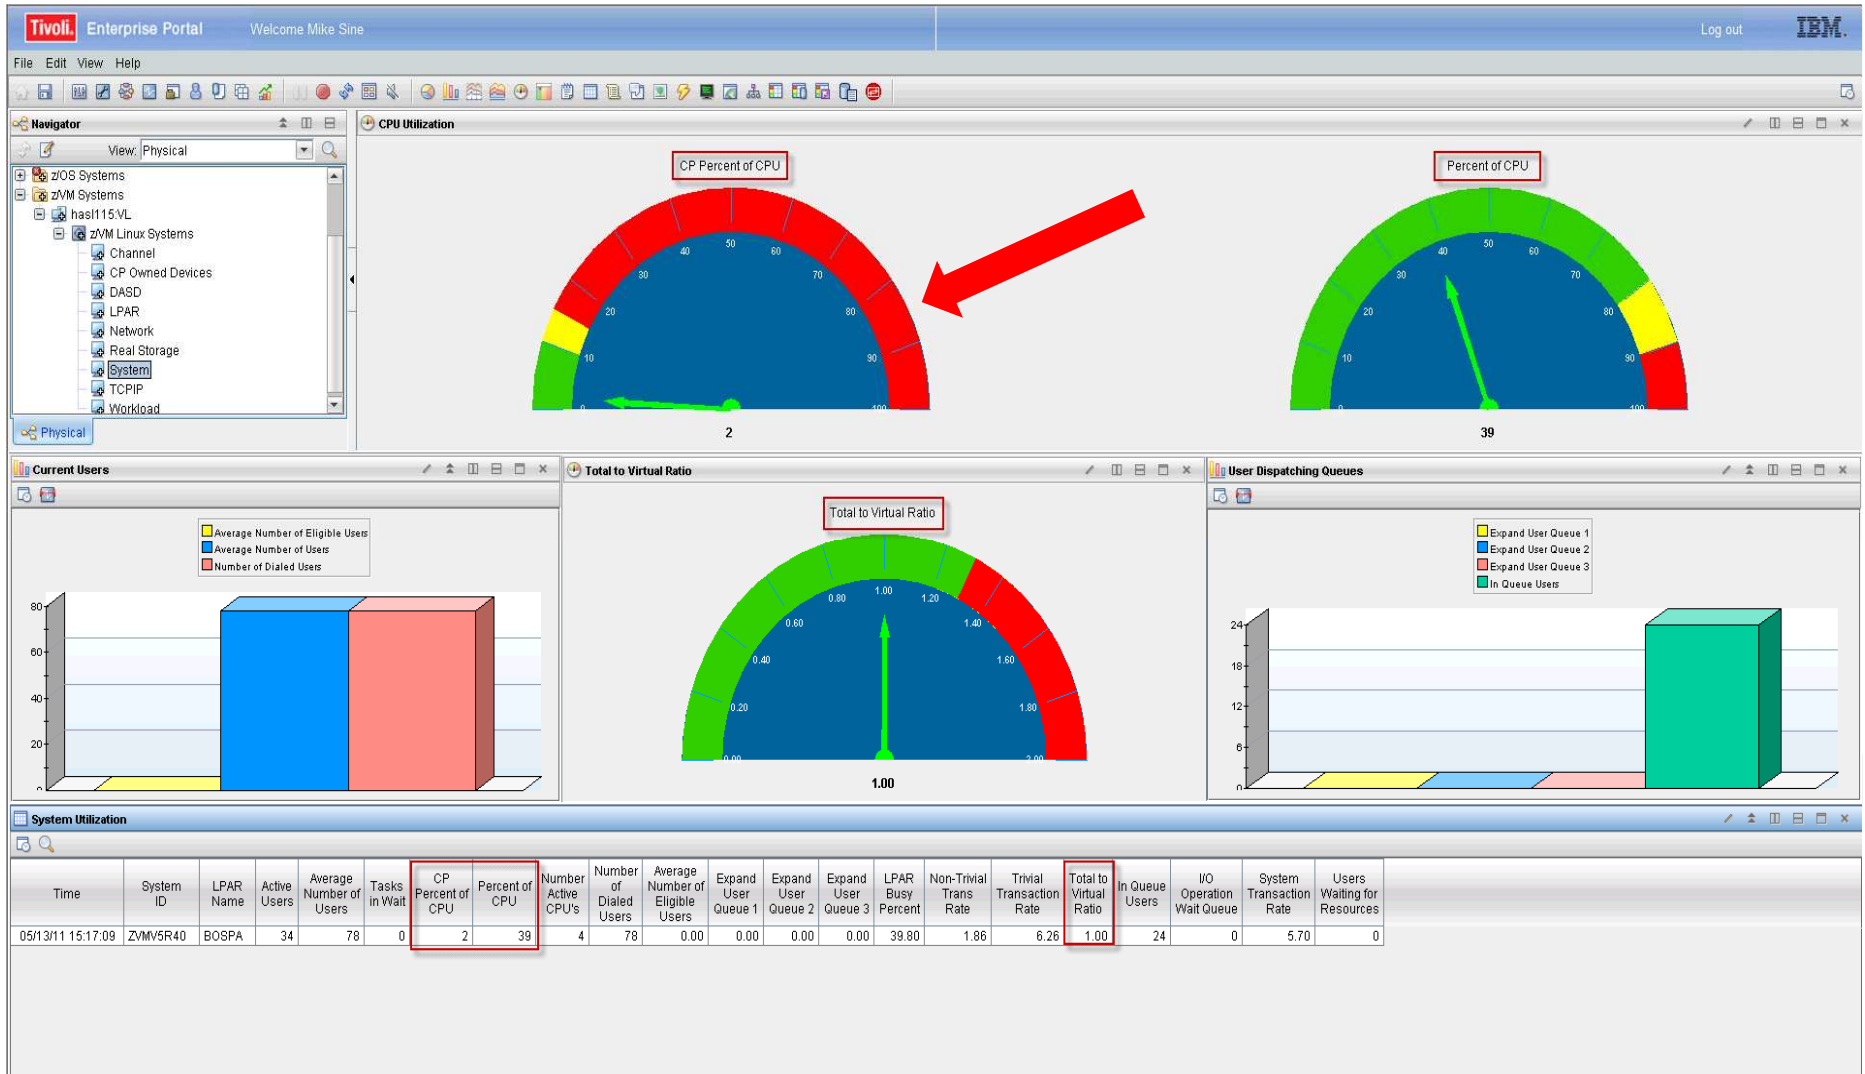 Tivoli. Enterprise Portal Welcome Mike Sine Log out IBM.
File Edit View Help
Navigator
View: Physical
z/OS Systems
z/VM Systems
hasl115:VL
z/VM Linux Systems
Channel
CP Owned Devices
DASD
LPAR
Network
Real Storage
System
TCPIP
Workload
Physical
CPU Utilization
CP Percent of CPU
0 10 20 30 40 50 60 70 80 90 100
2
Percent of CPU
0 10 20 30 40 50 60 70 80 90 100
39
Current Users
Average Number of Eligible Users
Average Number of Users
Number of Dialed Users
80
60
40
20
0
Total to Virtual Ratio
Total to Virtual Ratio
0.00 0.20 0.40 0.60 0.80 1.00 1.20 1.40 1.60 1.80 2.00
1.00
User Dispatching Queues
Expand User Queue 1
Expand User Queue 2
Expand User Queue 3
In Queue Users
24
18
12
6
0
System Utilization
Time
System ID
LPAR Name
Active Users
Average Number of Users
Tasks in Wait
CP Percent of CPU
Percent of CPU
Number Active CPU's
Number of Dialed Users
Average Number of Eligible Users
Expand User Queue 1
Expand User Queue 2
Expand User Queue 3
LPAR Busy Percent
Non-Trivial Trans Rate
Trivial Transaction Rate
Total to Virtual Ratio
In Queue Users
I/O Operation Wait Queue
System Transaction Rate
Users Waiting for Resources
05/13/11 15:17:09 ZVMV5R40 BOSPA 34 78 0 2 39 4 78 0.00 0.00 0.00 0.00 39.80 1.86 6.26 1.00 24 0 5.70 0